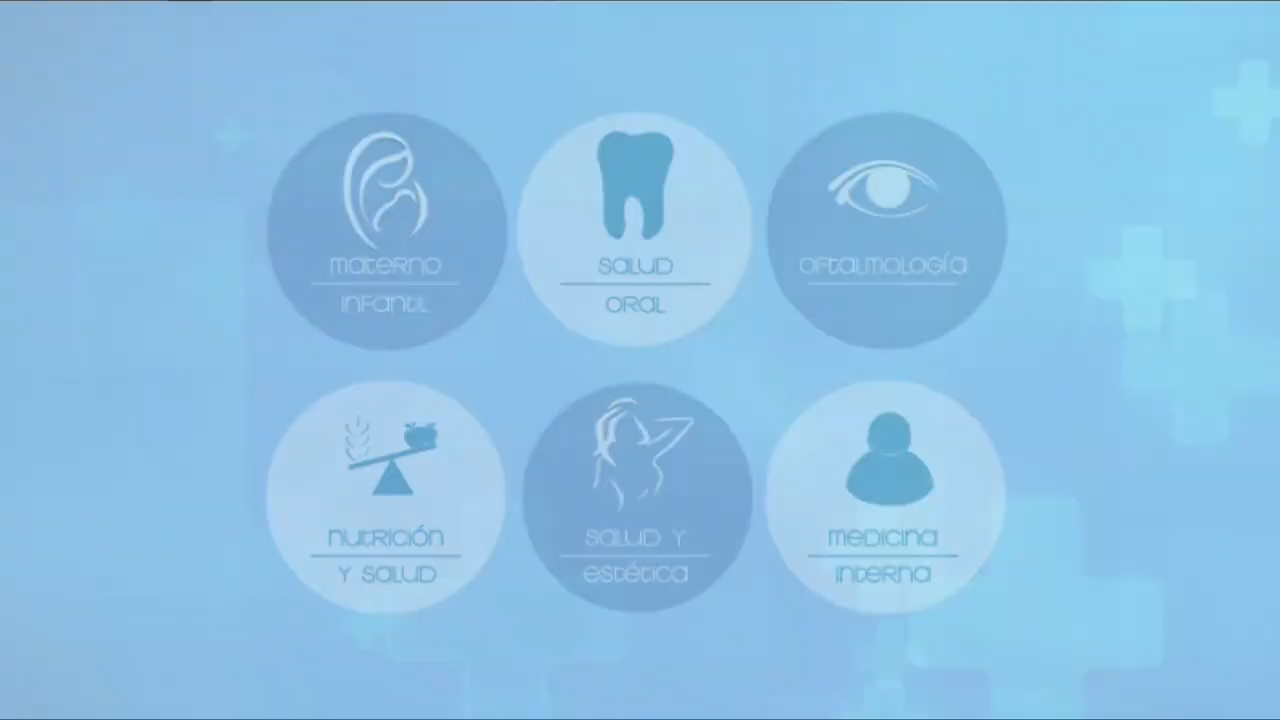 MATERNO
INFANTIL
SALUD
ORAL
OFTALMOLOGÍA
NUTRICIÓN
Y SALUD
SALUD Y
ESTÉTICA
MEDICINA
INTERNA